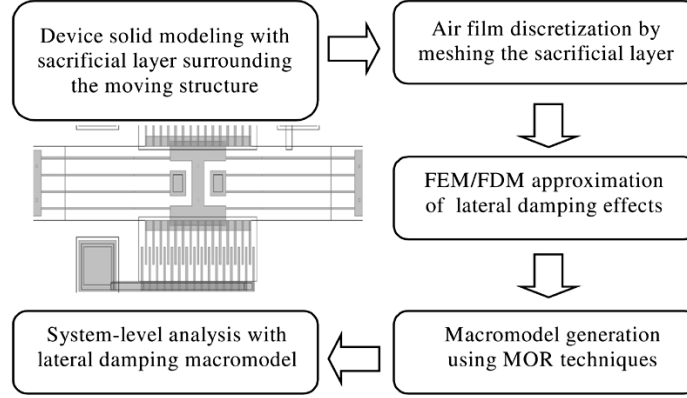 Device solid modeling with
sacrificial layer surrounding
the moving structure
Air film discretization by
meshing the sacrificial layer
FEM/FDM approximation
of lateral damping effects
Macromodel generation
using MOR techniques
System-level analysis with
lateral damping macromodel